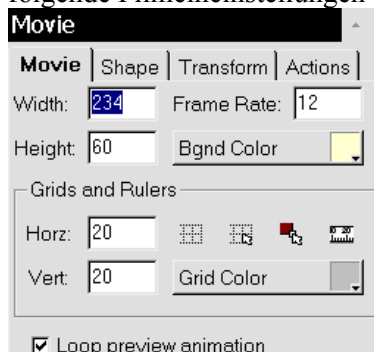 Movie
Movie Shape Transform Actions
Width: 234 Frame Rate: 12
Height: 60 Bgnd Color
Grids and Rulers
Horz: 20
Vert: 20 Grid Color
Loop preview animation